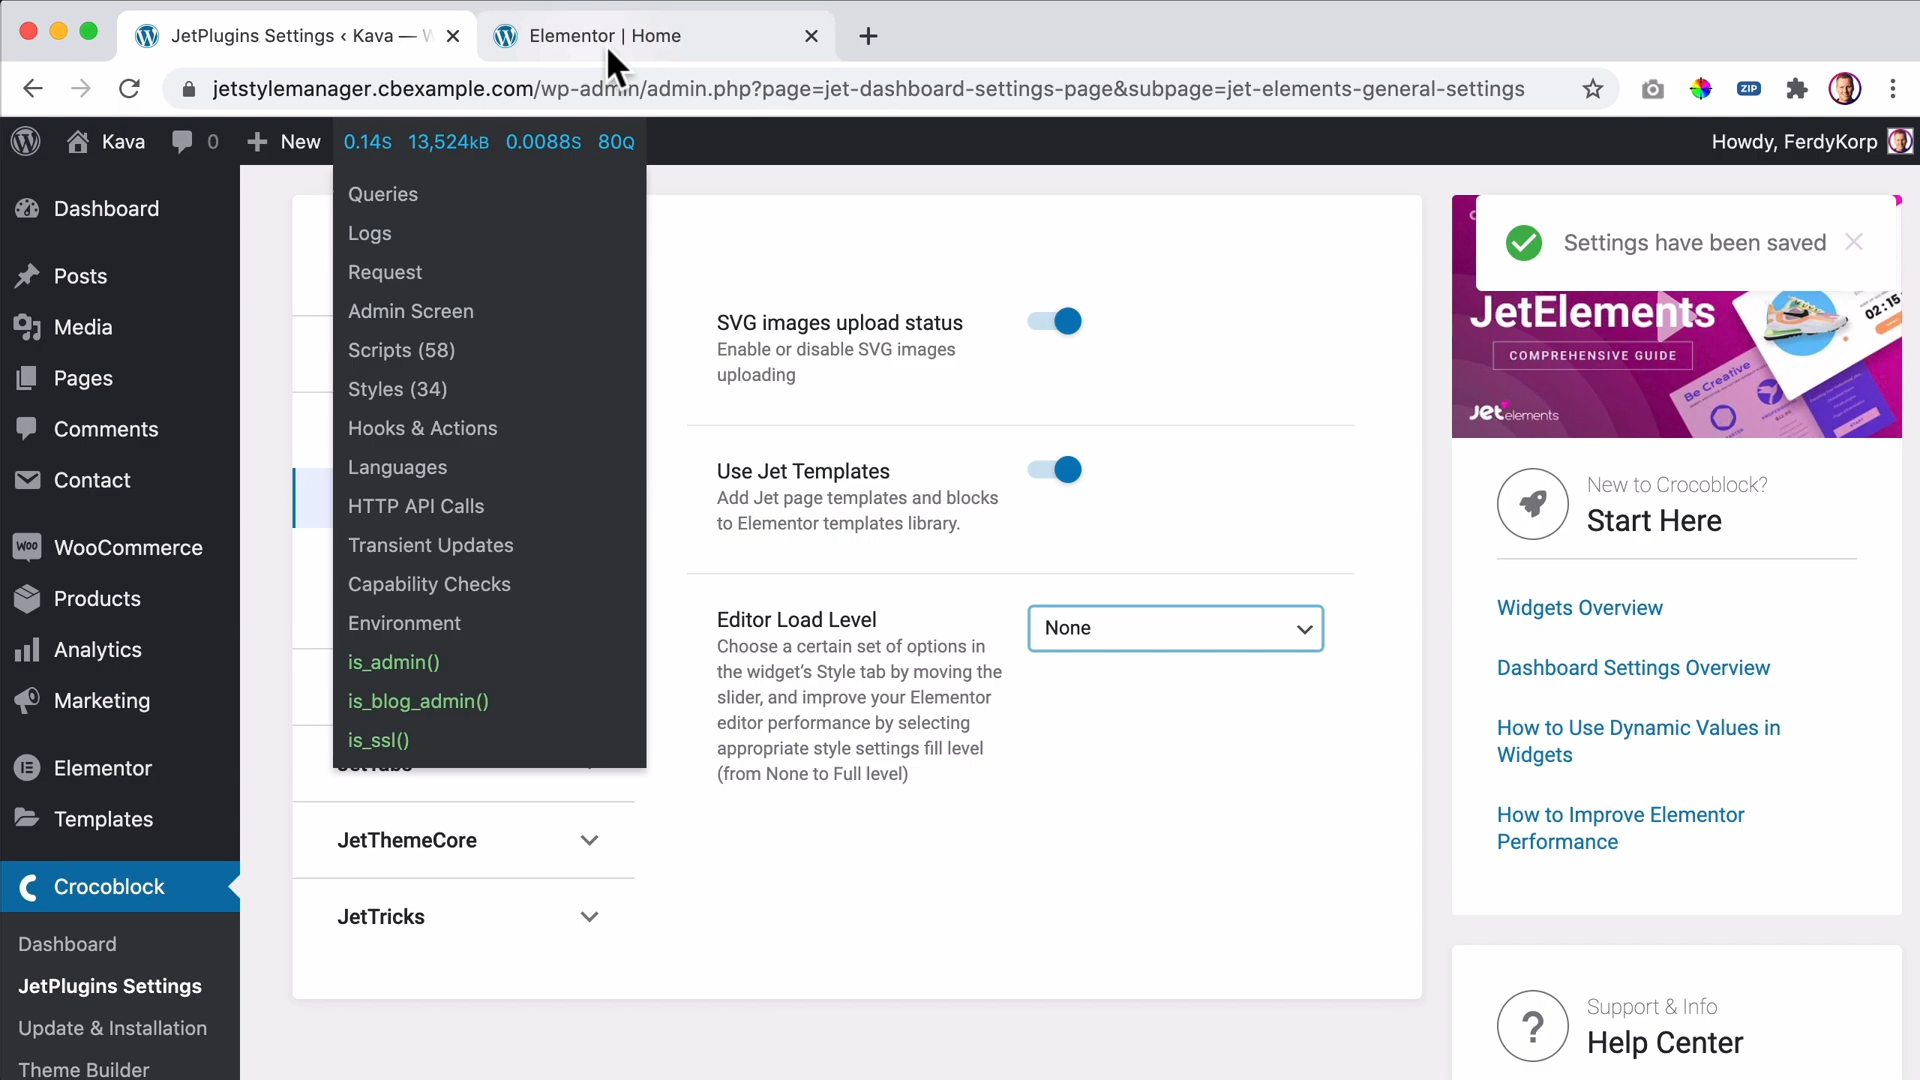 JetPlugins Settings ‹ Kava —
Elementor | Home
jetstylemanager.cbexample.com/wp-admin/admin.php?page=jet-dashboard-settings-page&subpage=jet-elements-general-settings
ZIP
Kava
0
New
0.14S 13,524kB 0.0088S 80Q
Howdy, FerdyKorp
Dashboard
Posts
Media
Pages
Comments
Contact
WooCommerce
Products
Analytics
Marketing
Elementor
Templates
Crocoblock
Dashboard
JetPlugins Settings
Update & Installation
Theme Builder
Queries
Logs
Request
Admin Screen
Scripts (58)
Styles (34)
Hooks & Actions
Languages
HTTP API Calls
Transient Updates
Capability Checks
Environment
is_admin()
is_blog_admin()
is_ssl()
JetThemeCore
JetTricks
SVG images upload status
Enable or disable SVG images
uploading
Use Jet Templates
Add Jet page templates and blocks
to Elementor templates library.
Editor Load Level
None
Choose a certain set of options in
the widget's Style tab by moving the
slider, and improve your Elementor
editor performance by selecting
appropriate style settings fill level
(from None to Full level)
Settings have been saved
JetElements
COMPREHENSIVE GUIDE
02:15
Be Creative
Jet elements
New to Crocoblock?
Start Here
Widgets Overview
Dashboard Settings Overview
How to Use Dynamic Values in
Widgets
How to Improve Elementor
Performance
?
Support & Info
Help Center